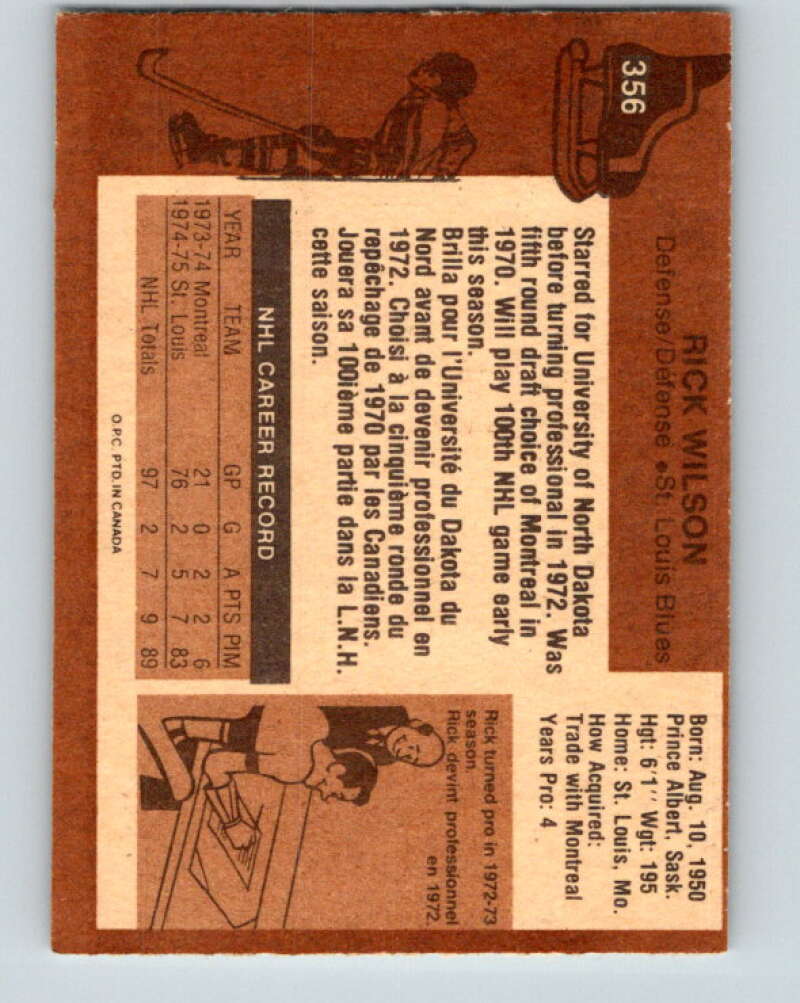 356
RICK WILSON
Defense/Défense • St. Louis Blues
Born: Aug. 10, 1950
Prince Albert, Sask.
Hgt: 6'1'' Wgt: 195
Home: St. Louis, Mo.
How Acquired:
Trade with Montreal
Years Pro: 4
Starred for University of North Dakota
before turning professional in 1972. Was
fifth round draft choice of Montreal in
1970. Will play 100th NHL game early
this season.
Brilla pour l'Université du Dakota du
Nord avant de devenir professionnel en
1972. Choisi à la cinquième ronde du
repêchage de 1970 par les Canadiens.
Jouera sa 100ième partie dans la L.N.H.
cette saison.
NHL CAREER RECORD
YEAR TEAM GP G A PTS PIM
1973-74 Montreal 21 0 2 2 6
1974-75 St. Louis 76 2 5 7 83
NHL Totals 97 2 7 9 89
Rick turned pro in 1972-73
season.
Rick devint professionnel
en 1972.
O.P.C. PTD. IN CANADA